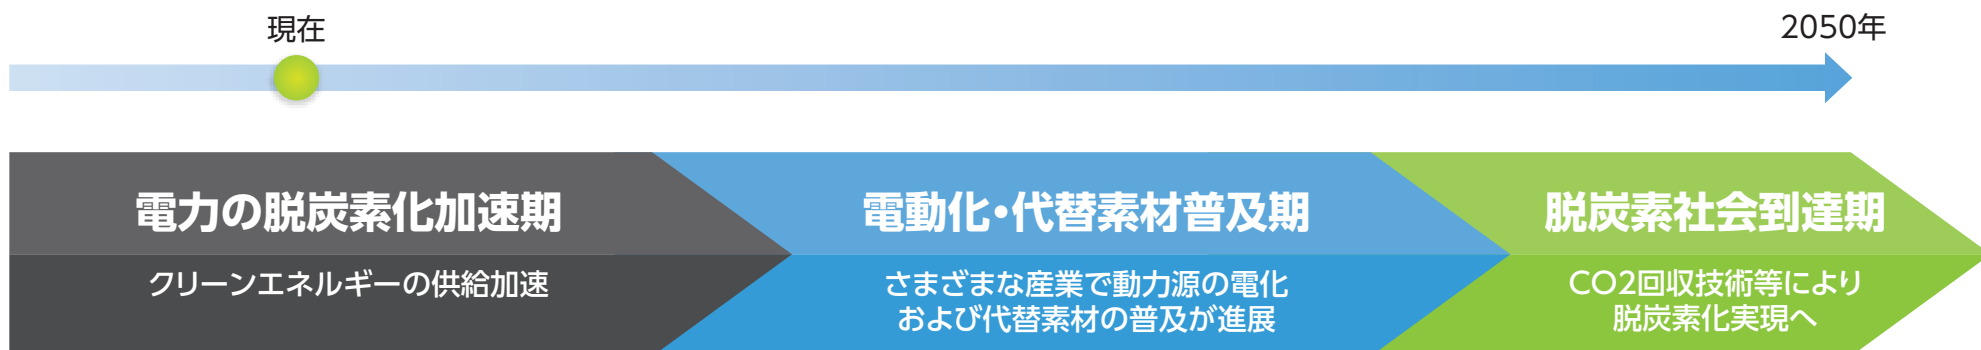 現在
2050年
電力の脱炭素化加速期
電動化・代替素材普及期
脱炭素社会到達期
クリーンエネルギーの供給加速
さまざまな産業で動力源の電化
および代替素材の普及が進展
CO2回収技術等により
脱炭素化実現へ